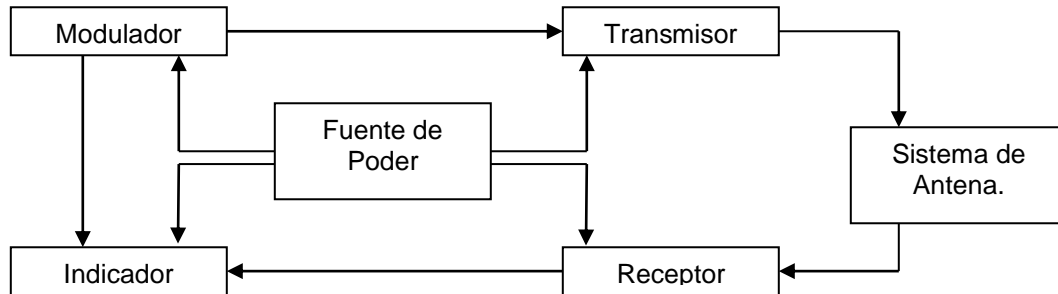 Modulador
Transmisor
Fuente de
Poder
Sistema de
Antena.
Indicador
Receptor